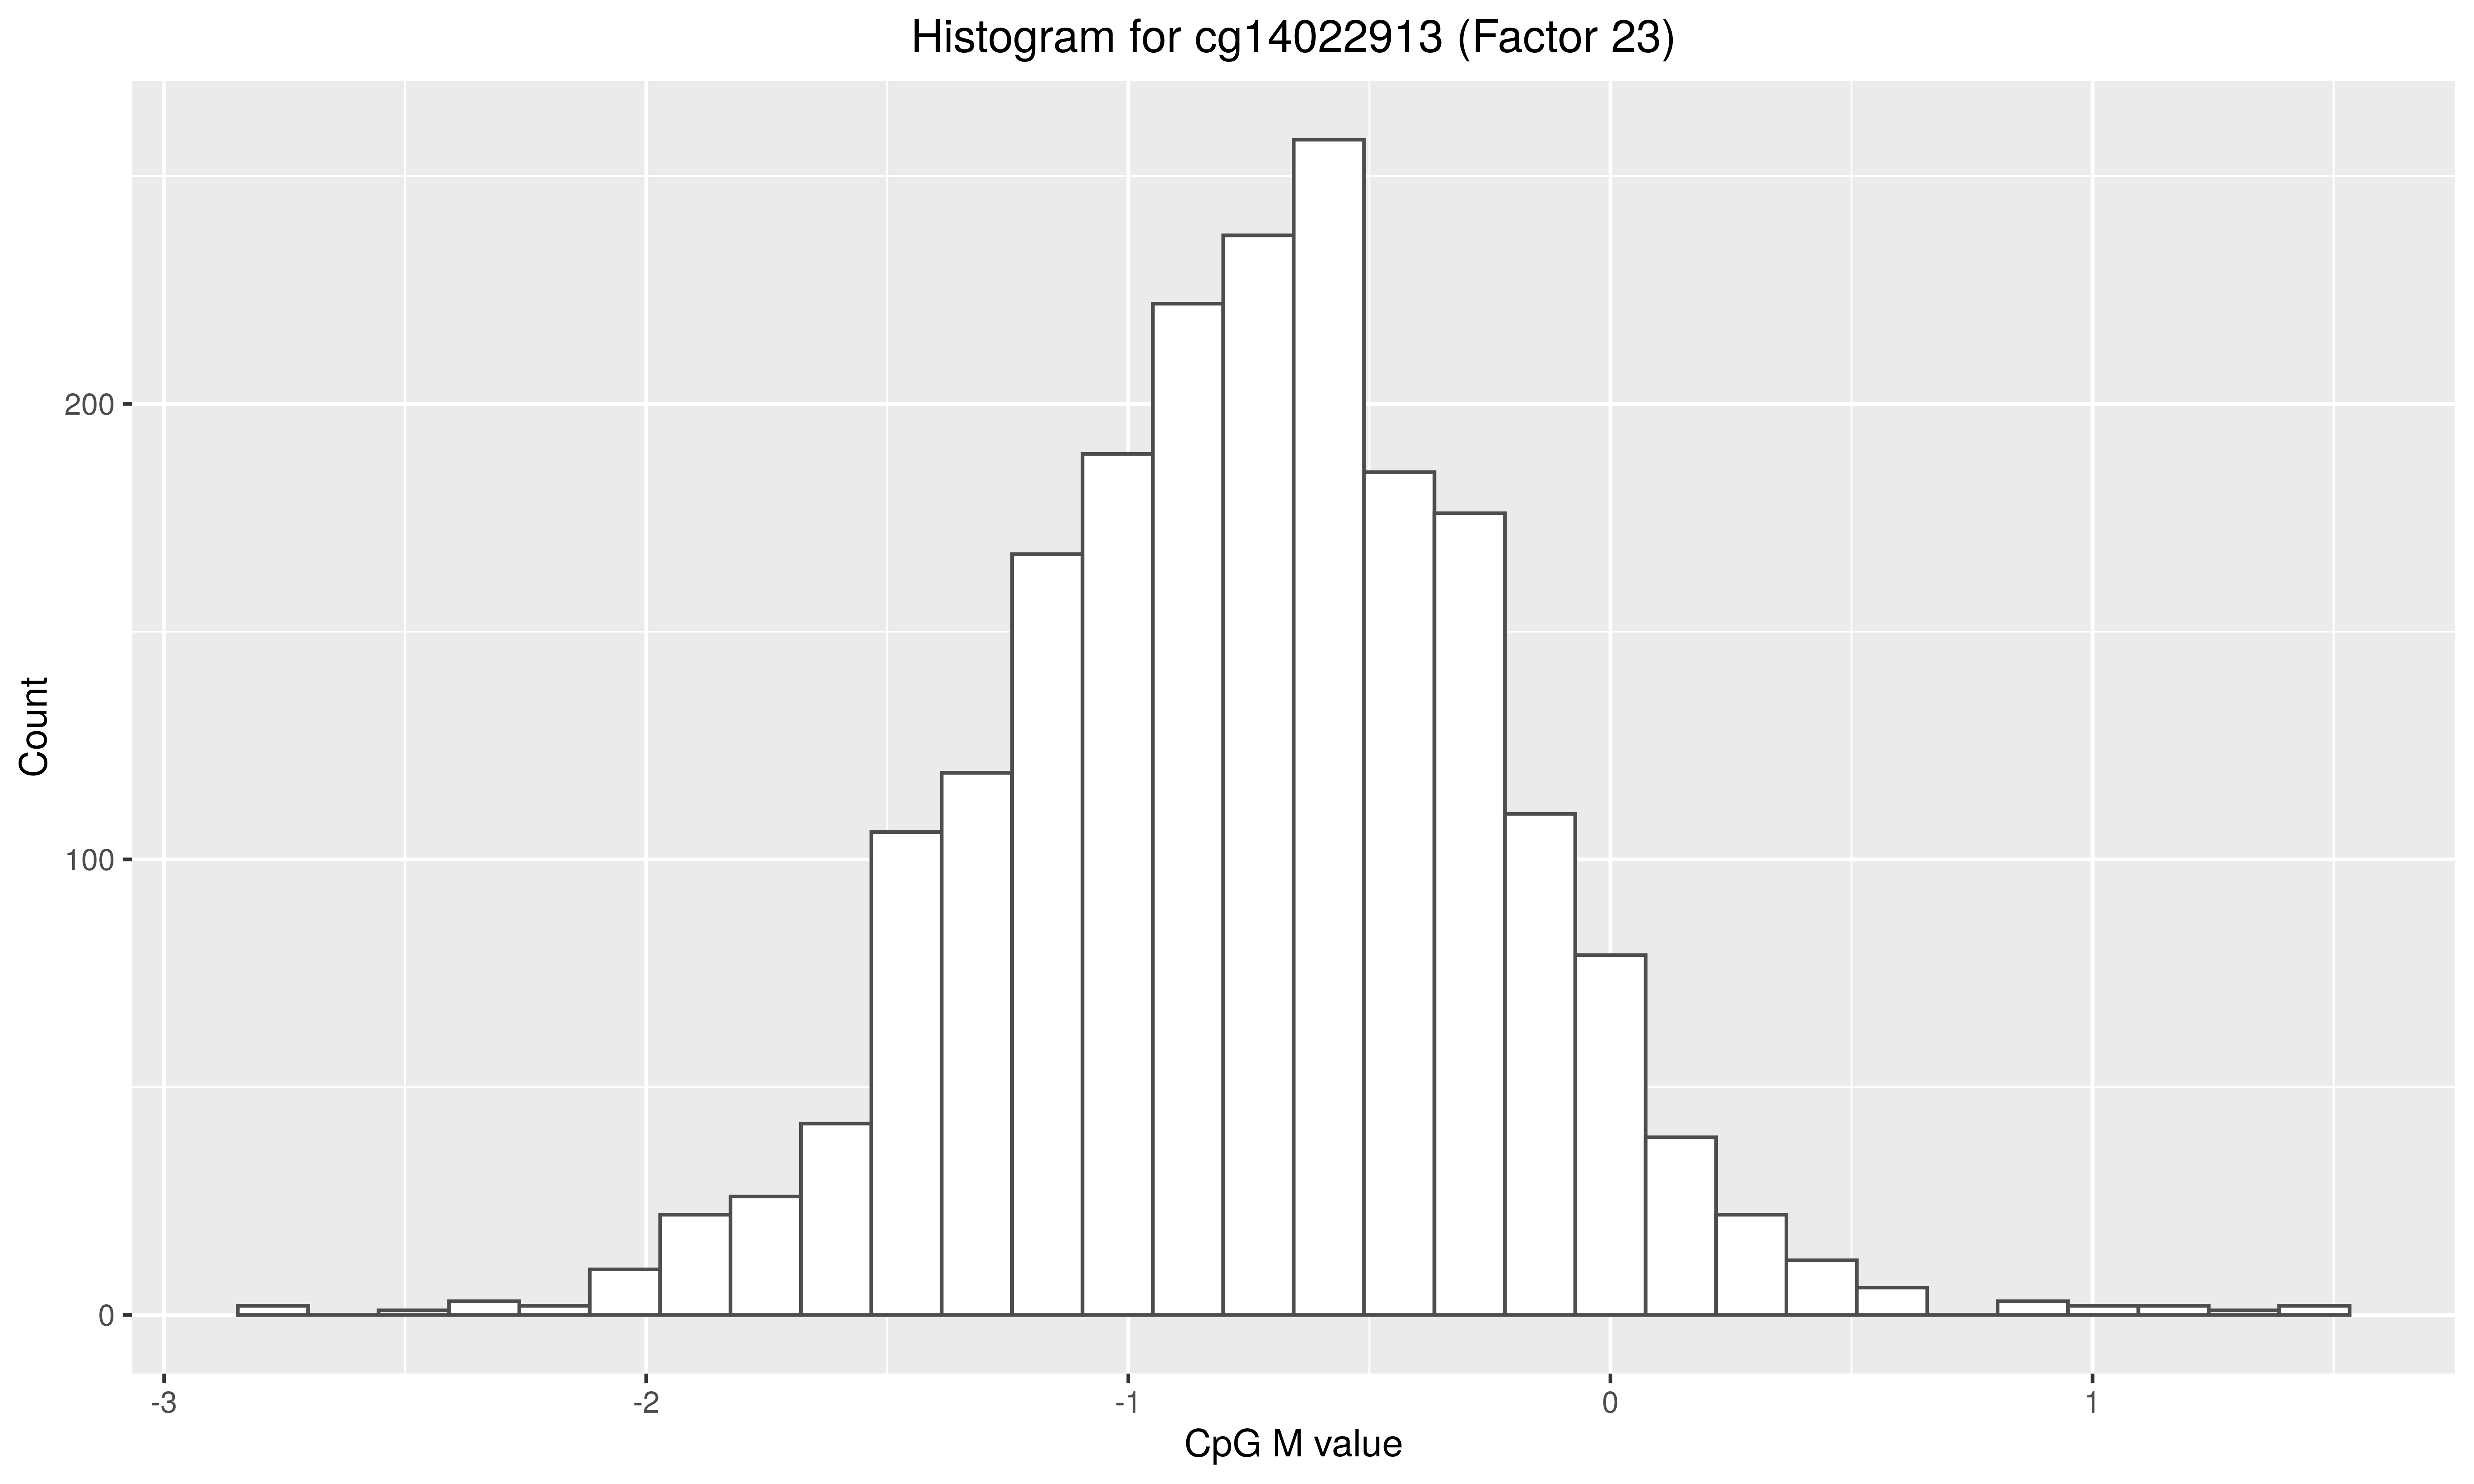 Histogram for cg14022913 (Factor 23)
Count
200
100
0
-3 -2 -1 0 1
CpG M value